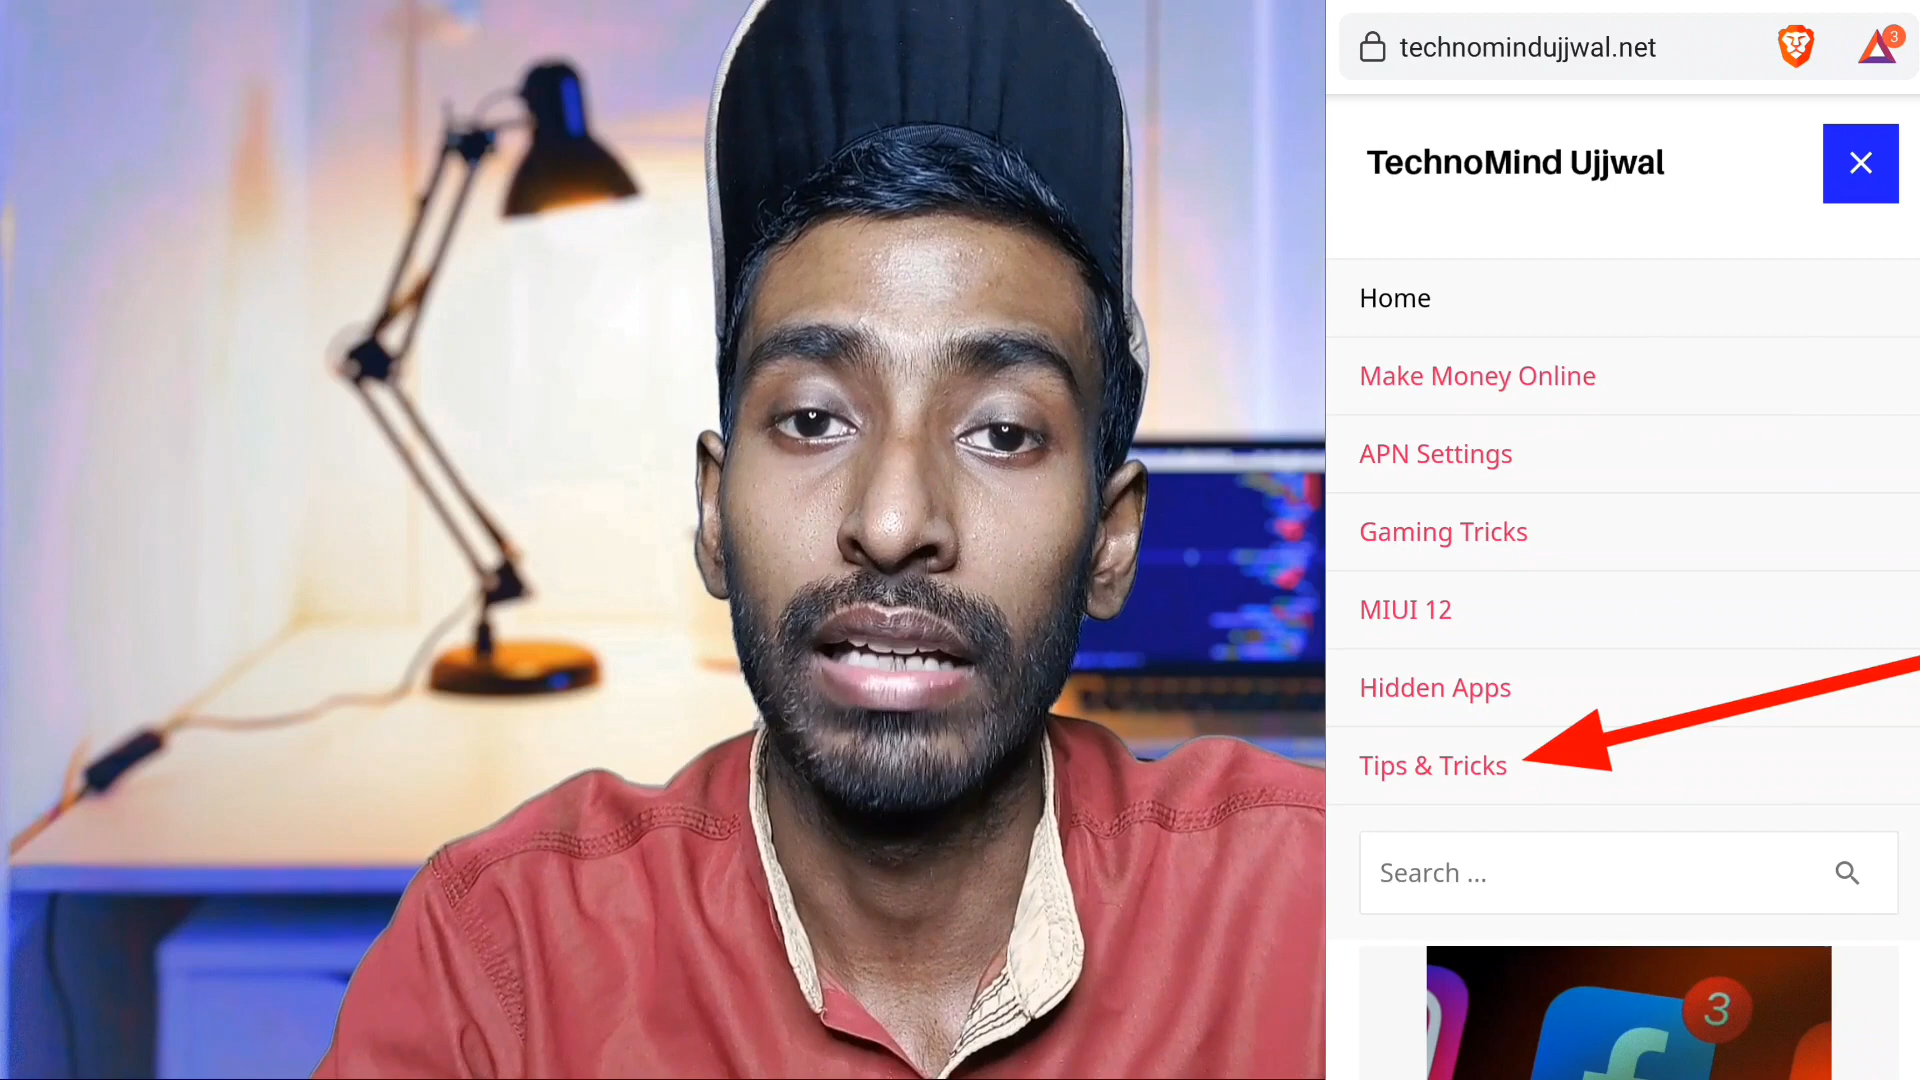 technomindujjwal.net
3
TechnoMind Ujjwal
Home
Make Money Online
APN Settings
Gaming Tricks
MIUI 12
Hidden Apps
Tips & Tricks
Search ...
3